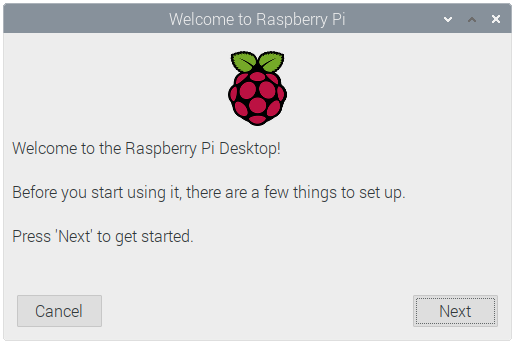 Welcome to Raspberry Pi
Welcome to the Raspberry Pi Desktop!
Before you start using it, there are a few things to set up.
Press 'Next' to get started.
Cancel
Next